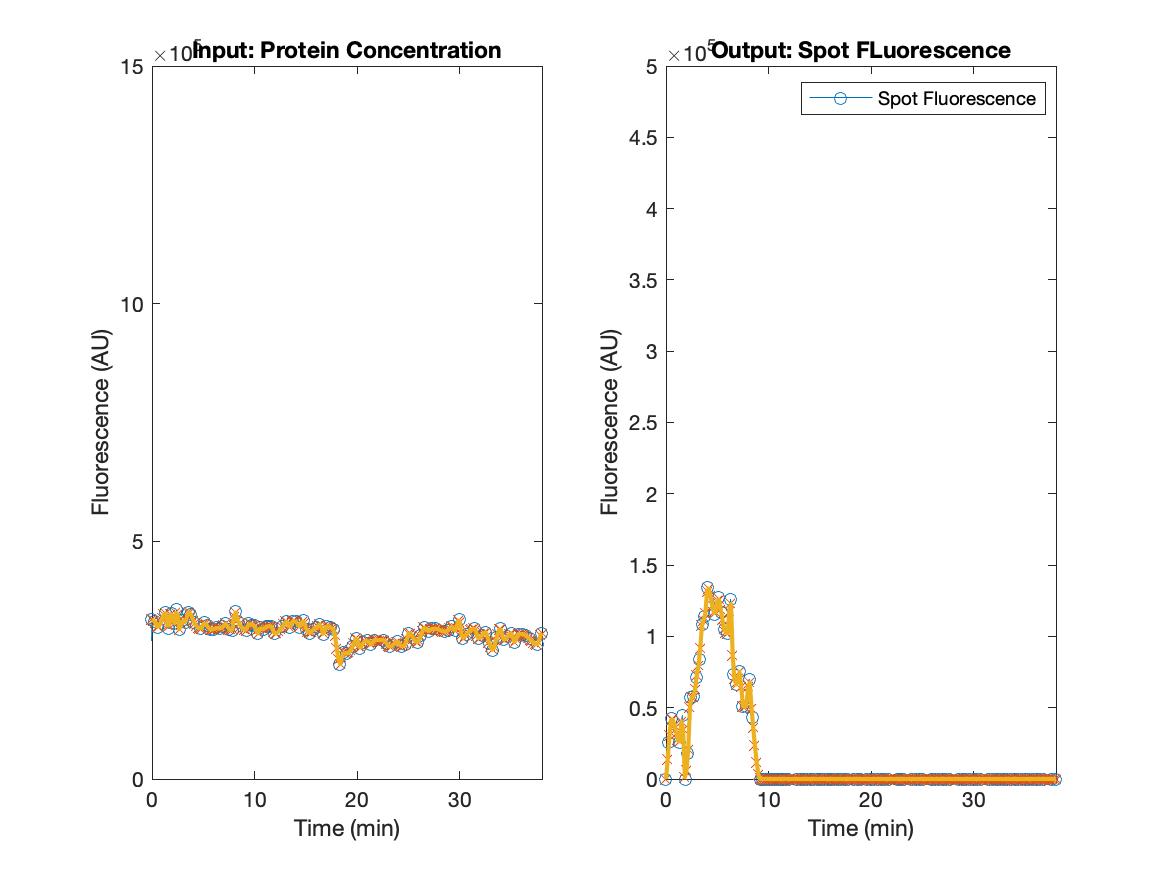 ×10⁵
Input: Protein Concentration
15
10
5
0
0 10 20 30
Fluorescence (AU)
Time (min)
×10⁵
Output: Spot FLuorescence
Spot Fluorescence
5
4.5
4
3.5
3
2.5
2
1.5
1
0.5
0
0 10 20 30
Fluorescence (AU)
Time (min)